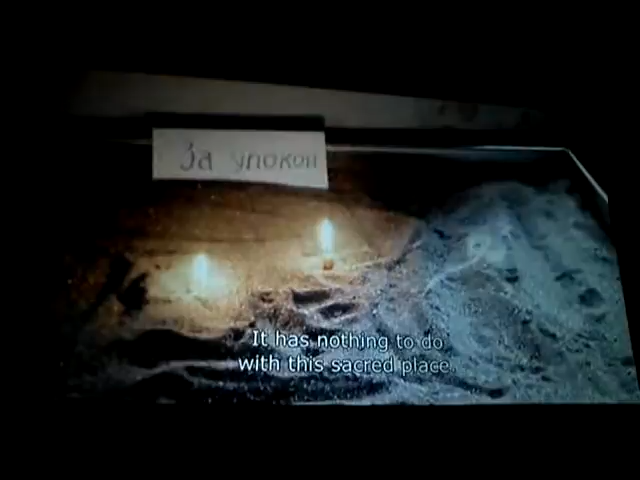 За упокой
It has nothing to do
with this sacred place.